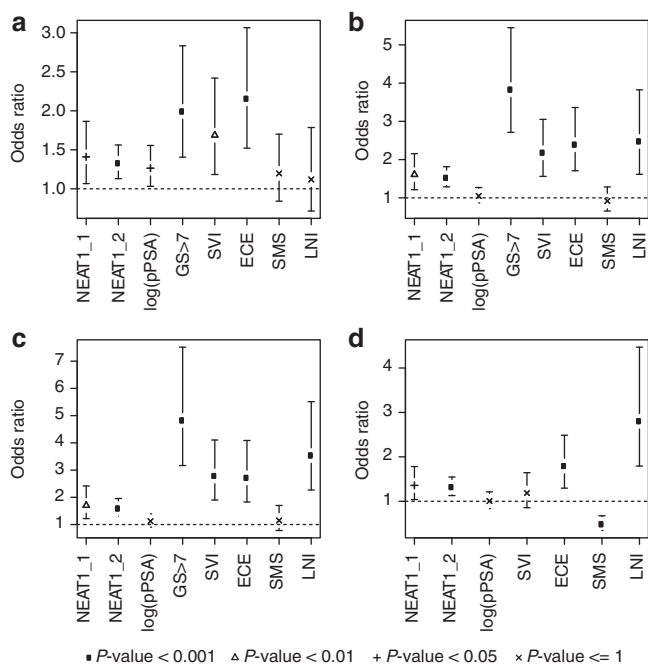 a
b
3.0
2.5
2.0
1.5
1.0
Odds ratio
NEAT1_1
NEAT1_2
log(pPSA)
GS>7
SVI
ECE
SMS
LNI
5
4
3
2
1
Odds ratio
NEAT1_1
NEAT1_2
log(pPSA)
GS>7
SVI
ECE
SMS
LNI
c
d
7
6
5
4
3
2
1
Odds ratio
NEAT1_1
NEAT1_2
log(pPSA)
GS>7
SVI
ECE
SMS
LNI
4
3
2
1
Odds ratio
NEAT1_1
NEAT1_2
log(pPSA)
SVI
ECE
SMS
LNI
P-value < 0.001 P-value < 0.01 + P-value < 0.05 × P-value <= 1